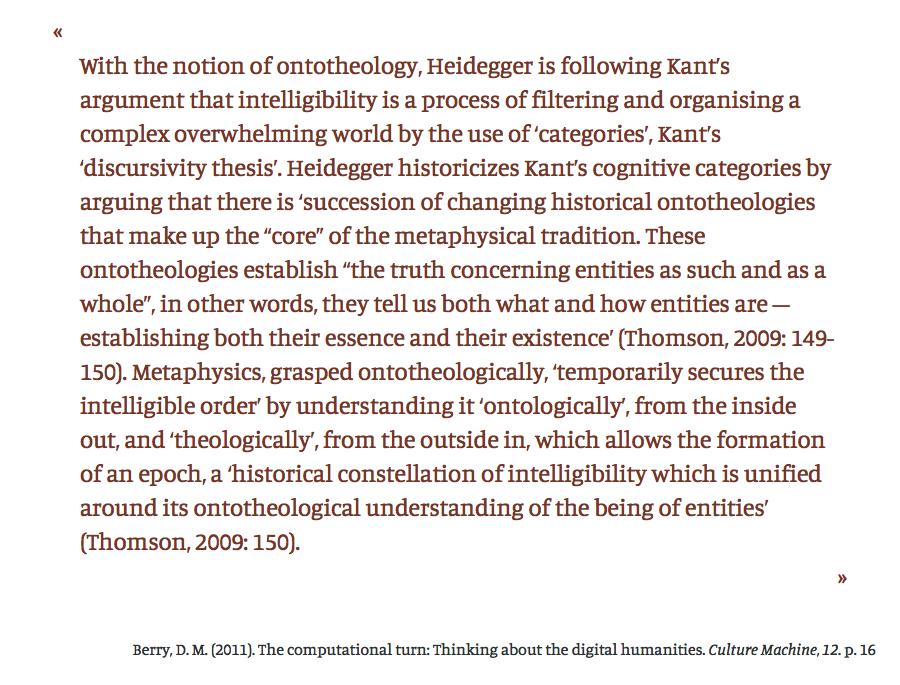 «
With the notion of ontotheology, Heidegger is following Kant’s
argument that intelligibility is a process of filtering and organising a
complex overwhelming world by the use of ‘categories’, Kant’s
‘discursivity thesis’. Heidegger historicizes Kant’s cognitive categories by
arguing that there is ‘succession of changing historical ontotheologies
that make up the “core” of the metaphysical tradition. These
ontotheologies establish “the truth concerning entities as such and as a
whole”, in other words, they tell us both what and how entities are —
establishing both their essence and their existence’ (Thomson, 2009: 149-
150). Metaphysics, grasped ontotheologically, ‘temporarily secures the
intelligible order’ by understanding it ‘ontologically’, from the inside
out, and ‘theologically’, from the outside in, which allows the formation
of an epoch, a ‘historical constellation of intelligibility which is unified
around its ontotheological understanding of the being of entities’
(Thomson, 2009: 150).
»
Berry, D. M. (2011). The computational turn: Thinking about the digital humanities. Culture Machine, 12. p. 16